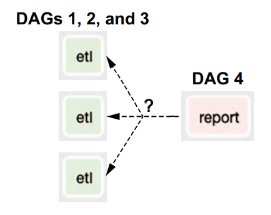 DAGs 1, 2, and 3
etl
DAG 4
?
etl
report
etl